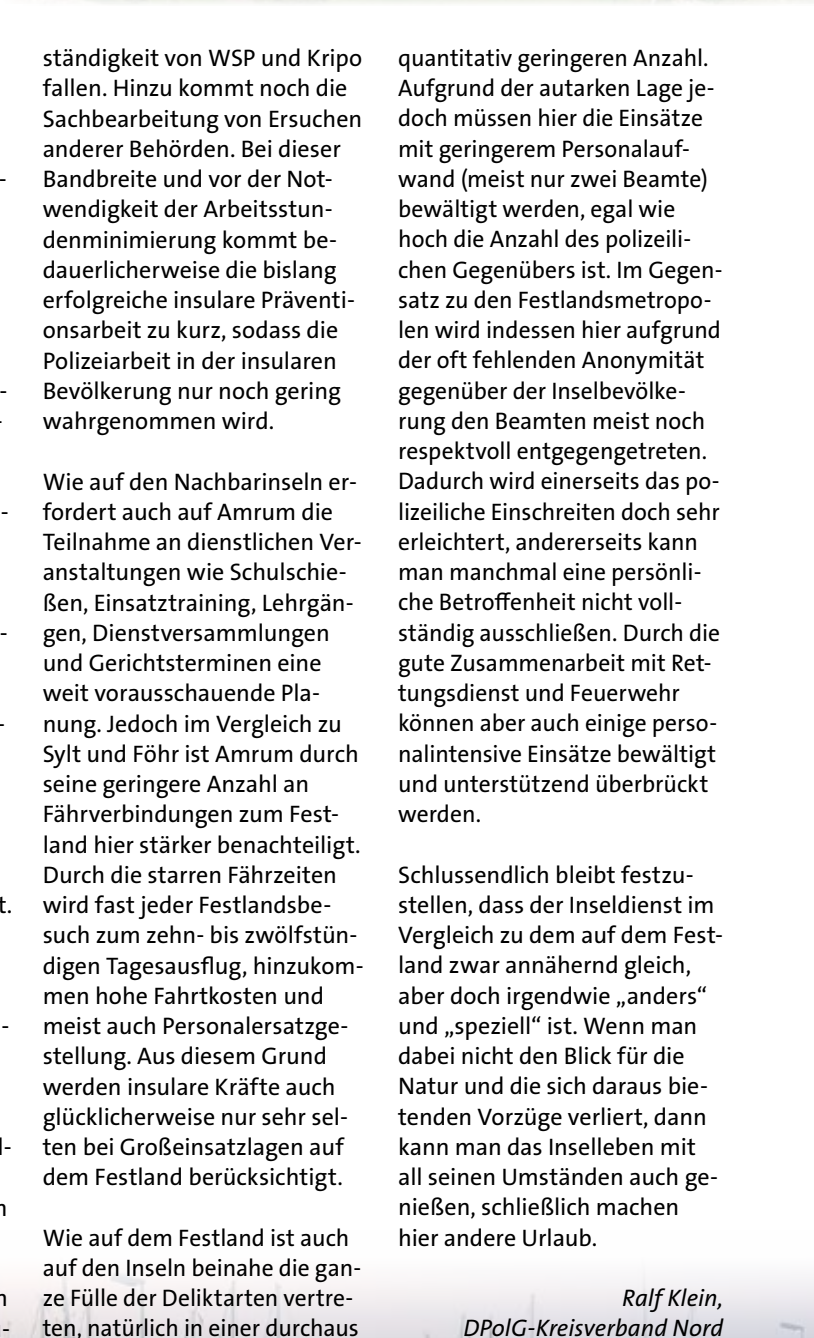 ständigkeit von WSP und Kripo
fallen. Hinzu kommt noch die
Sachbearbeitung von Ersuchen
anderer Behörden. Bei dieser
Bandbreite und vor der Not-
wendigkeit der Arbeitsstun-
denminimierung kommt be-
dauerlicherweise die bislang
erfolgreiche insulare Präventi-
onsarbeit zu kurz, sodass die
Polizeiarbeit in der insularen
Bevölkerung nur noch gering
wahrgenommen wird.

Wie auf den Nachbarinseln er-
fordert auch auf Amrum die
Teilnahme an dienstlichen Ver-
anstaltungen wie Schulschie-
ßen, Einsatztraining, Lehrgän-
gen, Dienstversammlungen
und Gerichtsterminen eine
weit vorausschauende Pla-
nung. Jedoch im Vergleich zu
Sylt und Föhr ist Amrum durch
seine geringere Anzahl an
Fährverbindungen zum Fest-
land hier stärker benachteiligt.
Durch die starren Fährzeiten
wird fast jeder Festlandsbe-
such zum zehn- bis zwölfstün-
digen Tagesausflug, hinzukom-
men hohe Fahrtkosten und
meist auch Personalersatzge-
stellung. Aus diesem Grund
werden insulare Kräfte auch
glücklicherweise nur sehr sel-
ten bei Großeinsatzlagen auf
dem Festland berücksichtigt.

Wie auf dem Festland ist auch
auf den Inseln beinahe die gan-
ze Fülle der Deliktarten vertre-
ten, natürlich in einer durchaus
quantitativ geringeren Anzahl.
Aufgrund der autarken Lage je-
doch müssen hier die Einsätze
mit geringerem Personalauf-
wand (meist nur zwei Beamte)
bewältigt werden, egal wie
hoch die Anzahl des polizeili-
chen Gegenübers ist. Im Gegen-
satz zu den Festlandsmetropo-
len wird indessen hier aufgrund
der oft fehlenden Anonymität
gegenüber der Inselbevölke-
rung den Beamten meist noch
respektvoll entgegengetreten.
Dadurch wird einerseits das po-
lizeiliche Einschreiten doch sehr
erleichtert, andererseits kann
man manchmal eine persönli-
che Betroffenheit nicht voll-
ständig ausschließen. Durch die
gute Zusammenarbeit mit Ret-
tungsdienst und Feuerwehr
können aber auch einige perso-
nalintensive Einsätze bewältigt
und unterstützend überbrückt
werden.

Schlussendlich bleibt festzu-
stellen, dass der Inseldienst im
Vergleich zu dem auf dem Fest-
land zwar annähernd gleich,
aber doch irgendwie „anders“
und „speziell“ ist. Wenn man
dabei nicht den Blick für die
Natur und die sich daraus bie-
tenden Vorzüge verliert, dann
kann man das Inselleben mit
all seinen Umständen auch ge-
nießen, schließlich machen
hier andere Urlaub.

Ralf Klein,
DPolG-Kreisverband Nord